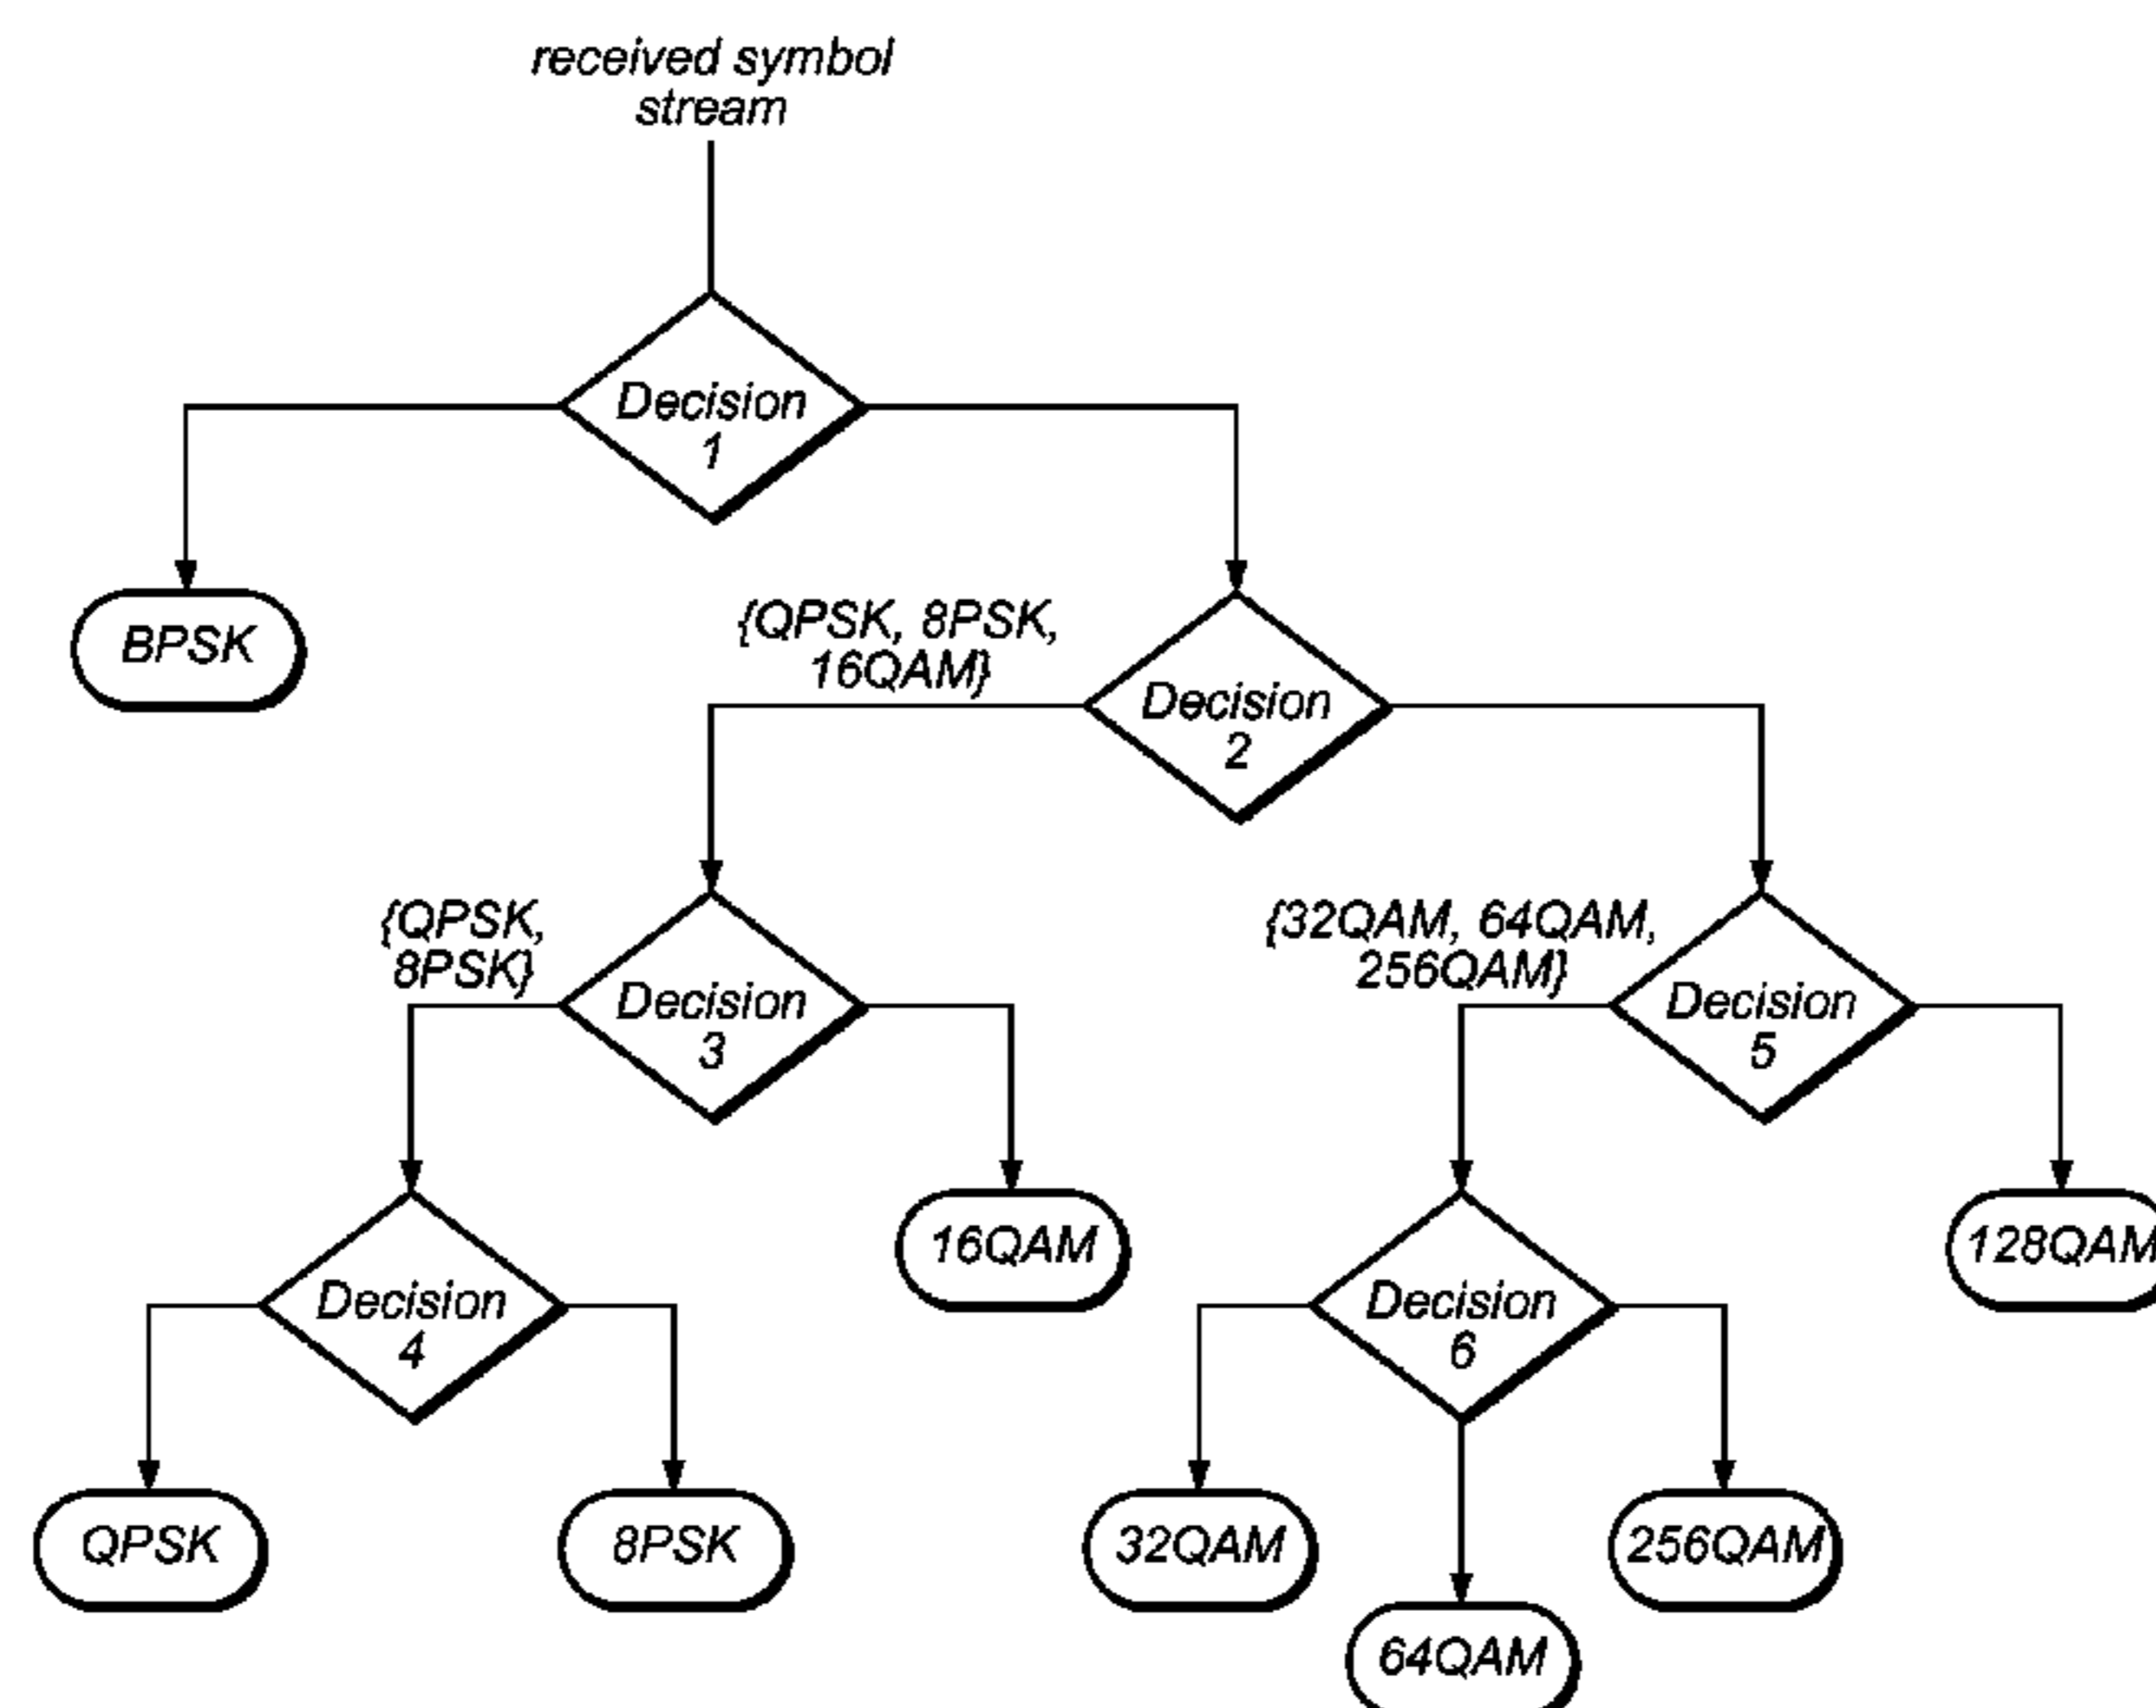 received symbol
stream
Decision
1
BPSK
{QPSK, 8PSK,
16QAM}
Decision
2
{QPSK,
8PSK}
Decision
3
{32QAM, 64QAM,
256QAM}
Decision
5
16QAM
128QAM
Decision
4
Decision
6
QPSK
8PSK
32QAM
256QAM
64QAM